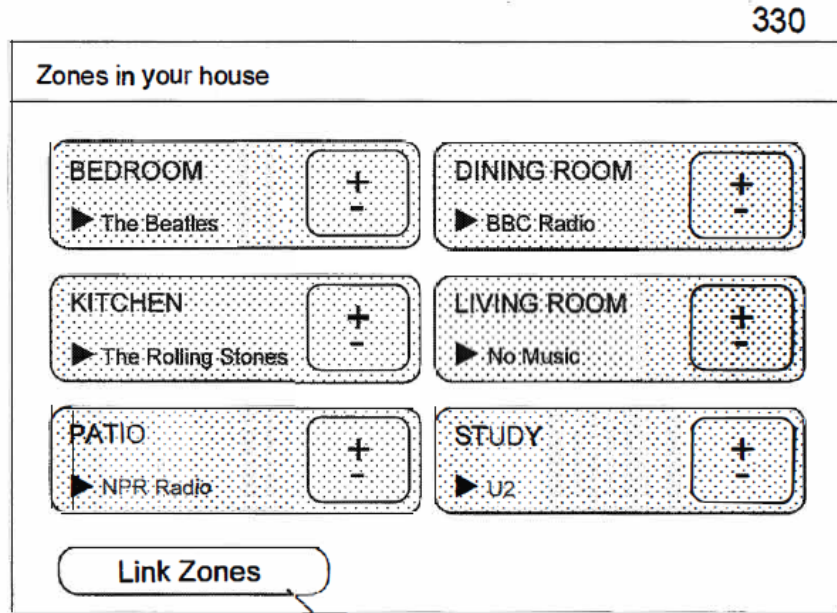 330
Zones in your house
BEDROOM
+
-
▶ The Beatles
DINING ROOM
+
-
▶ BBC Radio
KITCHEN
+
-
▶ The Rolling Stones
LIVING ROOM
+
-
▶ No Music
PATIO
+
-
▶ NPR Radio
STUDY
+
-
▶ U2
Link Zones